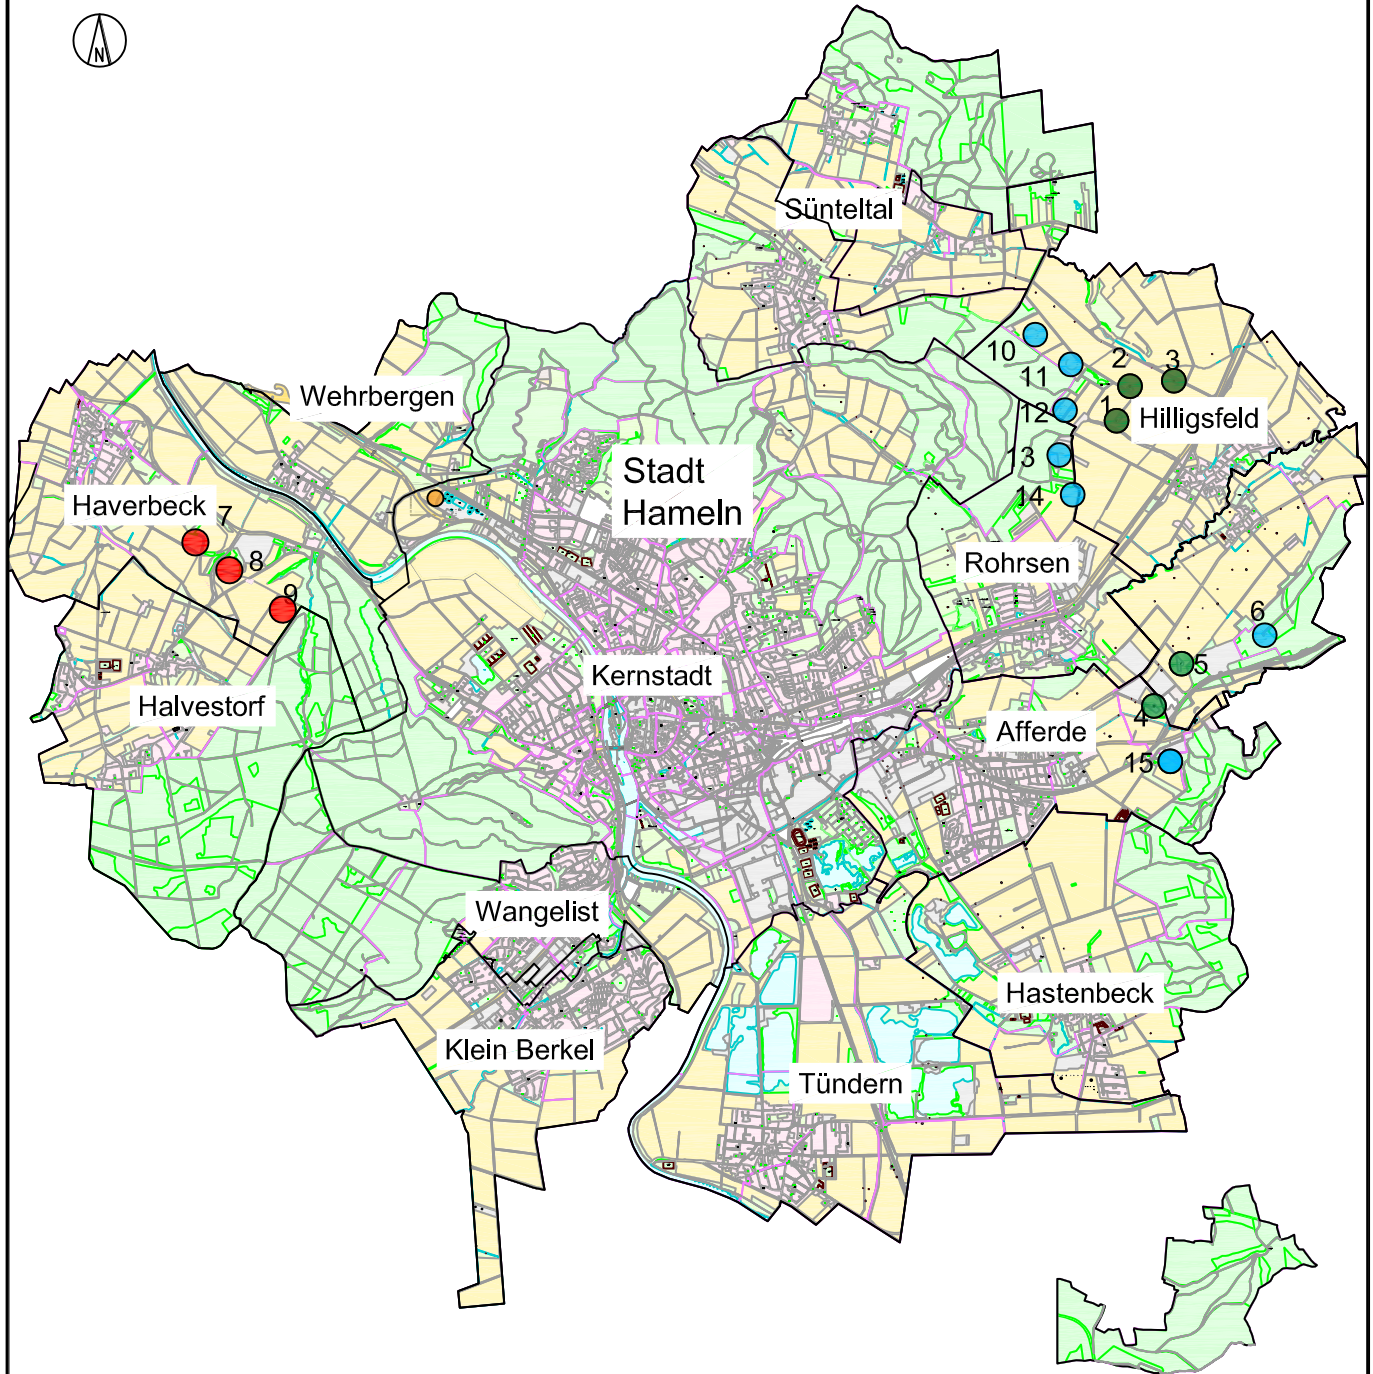 N
Sünteltal
10
2
3
11
Wehrbergen
12
1
Hilligsfeld
Stadt
Hameln
13
14
Haverbeck
7
8
Rohrsen
9
6
5
Kernstadt
Halvestorf
4
Afferde
15
Wangelist
Hastenbeck
Klein Berkel
Tündern